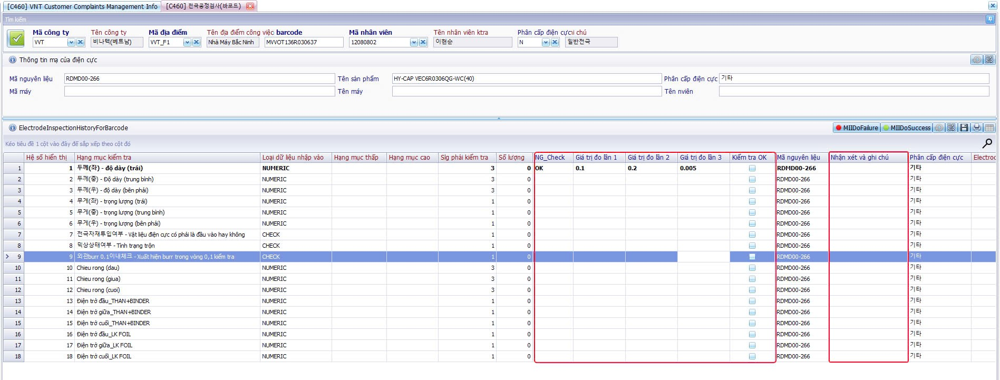 [C460] VNT Customer Complaints Management Info [C460] 전극공정검사(바코드)
Tìm kiếm
Mã công ty Tên công ty Mã địa điểm Tên địa điểm công việc barcode Mã nhân viên Tên nhân viên ktra Phân cấp điện cực ghi chú
VVT 비나텍(베트남) VVT_F1 Nhà Máy Bắc Ninh MVVOT136R030637 12080802 이현순 N 일반전극
Thông tin mạ của điện cực
Mã nguyên liệu RDMD00-266 Tên sản phẩm HY-CAP VEC6R0306QG-WC(40) Phân cấp điện cực 기타
Mã máy Tên máy Tên nviên
ElectrodeInspectionHistoryForBarcode MIIDoFailure MIIDoSuccess
Kéo tiêu đề 1 cột vào đây để sắp xếp theo cột đó
Hệ số hiển thị Hạng mục kiểm tra Loại dữ liệu nhập vào Hạng mục thấp Hạng mục cao Slg phải kiểm tra Số lượng NG_Check Giá trị đo lần 1 Giá trị đo lần 2 Giá trị đo lần 3 Kiểm tra OK Mã nguyên liệu Nhận xét và ghi chú Phân cấp điện cực Electrod
1 1 두께(좌) - độ dày (trái) NUMERIC 3 0 OK 0.1 0.2 0.005 RDMD00-266 기타
2 2 두께(중) - Độ dày (trung bình) NUMERIC 3 0 RDMD00-266 기타
3 3 두께(우) - độ dày (bên phải) NUMERIC 3 0 RDMD00-266 기타
4 4 무게(좌) - trọng lượng (trái) NUMERIC 1 0 RDMD00-266 기타
5 5 무게(중) - trọng lượng (trung bình) NUMERIC 1 0 RDMD00-266 기타
6 6 무게(우) - trọng lượng (bên phải) NUMERIC 1 0 RDMD00-266 기타
7 7 전극자재투입여부 - Vật liệu điện cực có phải là đầu vào hay không CHECK 1 0 RDMD00-266 기타
8 8 믹상상태여부 - Tình trạng trộn CHECK 1 0 RDMD00-266 기타
9 9 외관burr 0.1이내체크 - Xuất hiện burr trong vòng 0,1 kiểm tra CHECK 1 0 RDMD00-266 기타
10 10 Chieu rong (dau) NUMERIC 3 0 RDMD00-266 기타
11 11 Chieu rong (giua) NUMERIC 3 0 RDMD00-266 기타
12 12 Chieu rong (cuoi) NUMERIC 3 0 RDMD00-266 기타
13 13 Điện trở đầu_THAN+BINDER NUMERIC 1 0 RDMD00-266 기타
14 14 Điện trở giữa_THAN+BINDER NUMERIC 1 0 RDMD00-266 기타
15 15 Điện trở cuối_THAN+BINDER NUMERIC 1 0 RDMD00-266 기타
16 16 Điện trở đầu_LK FOIL NUMERIC 1 0 RDMD00-266 기타
17 17 Điện trở giữa_LK FOIL NUMERIC 1 0 RDMD00-266 기타
18 18 Điện trở cuối_LK FOIL NUMERIC 1 0 RDMD00-266 기타